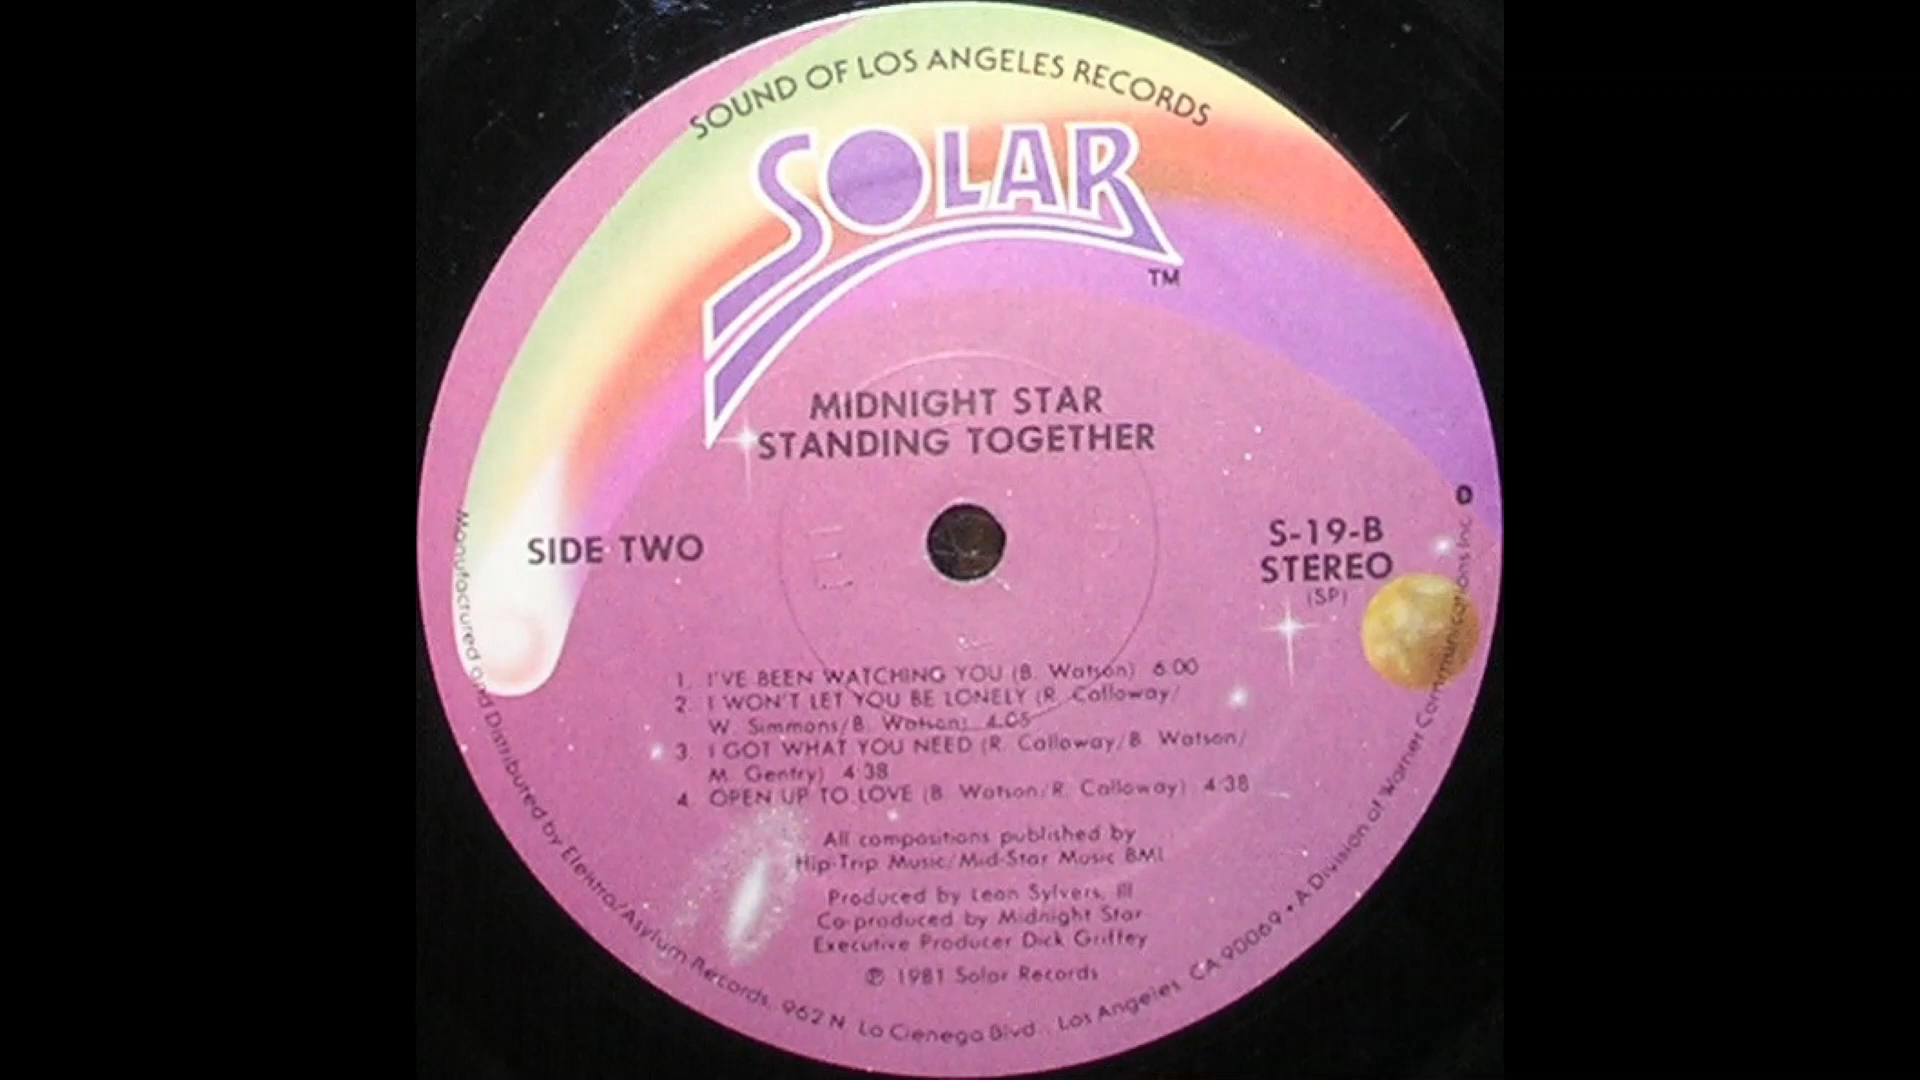 SOUND OF LOS ANGELES RECORDS
SOLAR
TM
MIDNIGHT STAR
STANDING TOGETHER
SIDE TWO
0
S-19-B
STEREO
(SP)
1. I'VE BEEN WATCHING YOU (B. Watson) 6:00
2. I WON'T LET YOU BE LONELY (R. Calloway/
W. Simmons/B. Watson) 4:05
3. I GOT WHAT YOU NEED (R. Calloway/B. Watson/
M. Gentry) 4:38
4. OPEN UP TO LOVE (B. Watson/R. Calloway) 4:38
All compositions published by
Hip-Trip Music/Mid-Star Music BMI
Produced by Leon Sylvers, III
Co-produced by Midnight Star
Executive Producer Dick Griffey
℗ 1981 Solar Records
Manufactured and Distributed by Elektra/Asylum Records, 962 N. La Cienega Blvd., Los Angeles, CA 90069 • A Division of Warner Communications Inc.